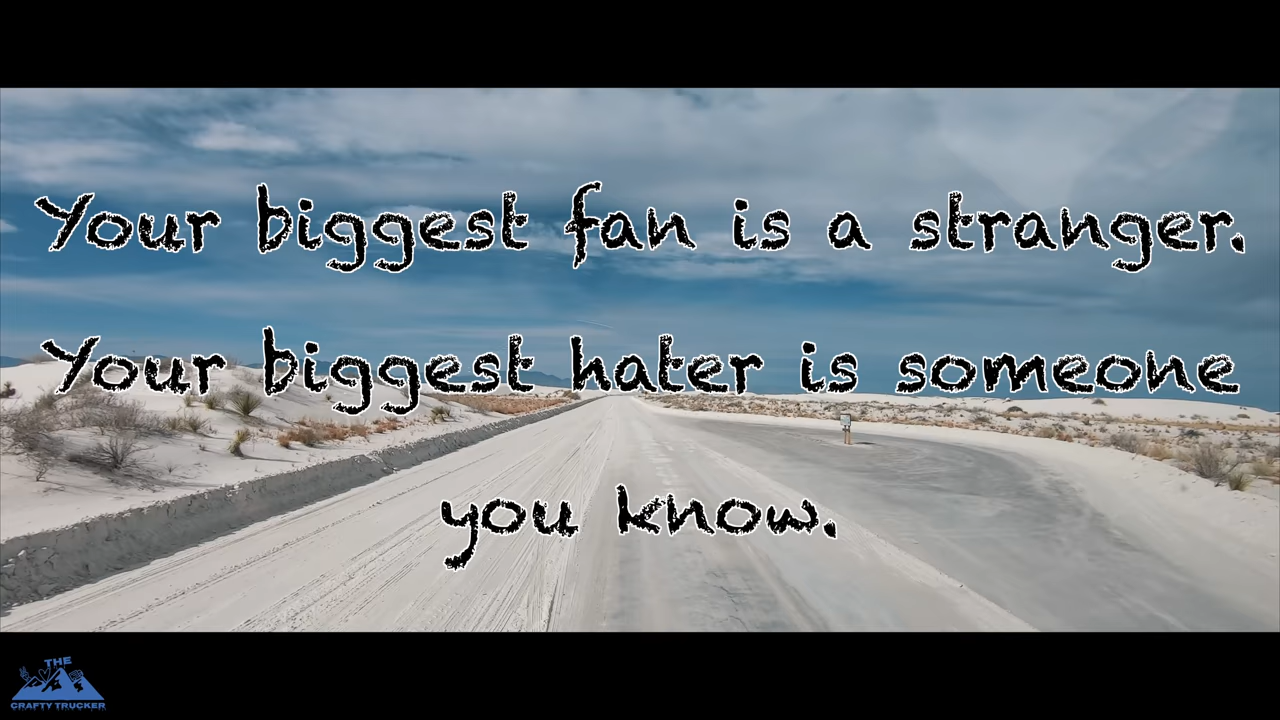 Your biggest fan is a stranger.
Your biggest hater is someone
you know.
THE
CRAFTY TRUCKER